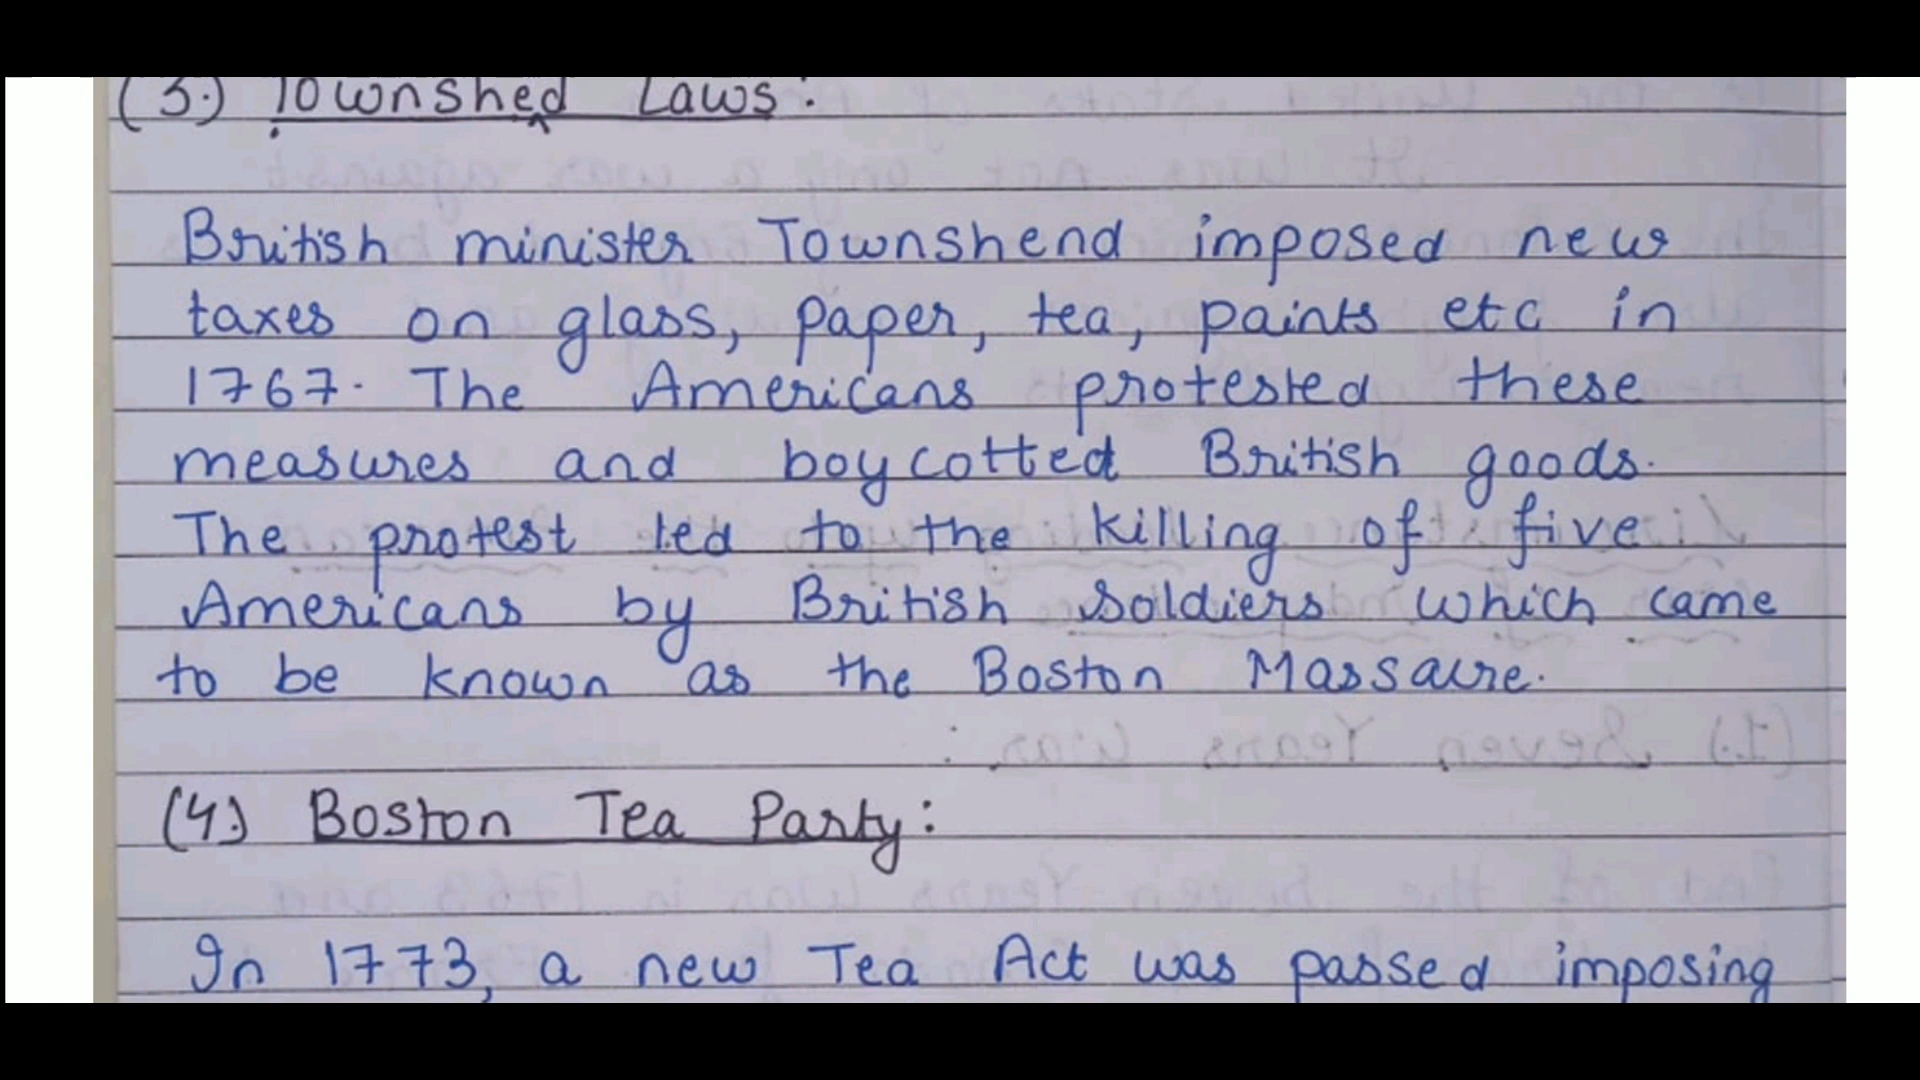 (3.) Townshed Laws:
British minister Townshend imposed new
taxes on glass, paper, tea, paints etc in
1767. The Americans protested these
measures and boycotted British goods.
The protest led to the killing of five
Americans by British soldiers which came
to be known as the Boston Massacre.
(4.) Boston Tea Party:
In 1773, a new Tea Act was passed imposing